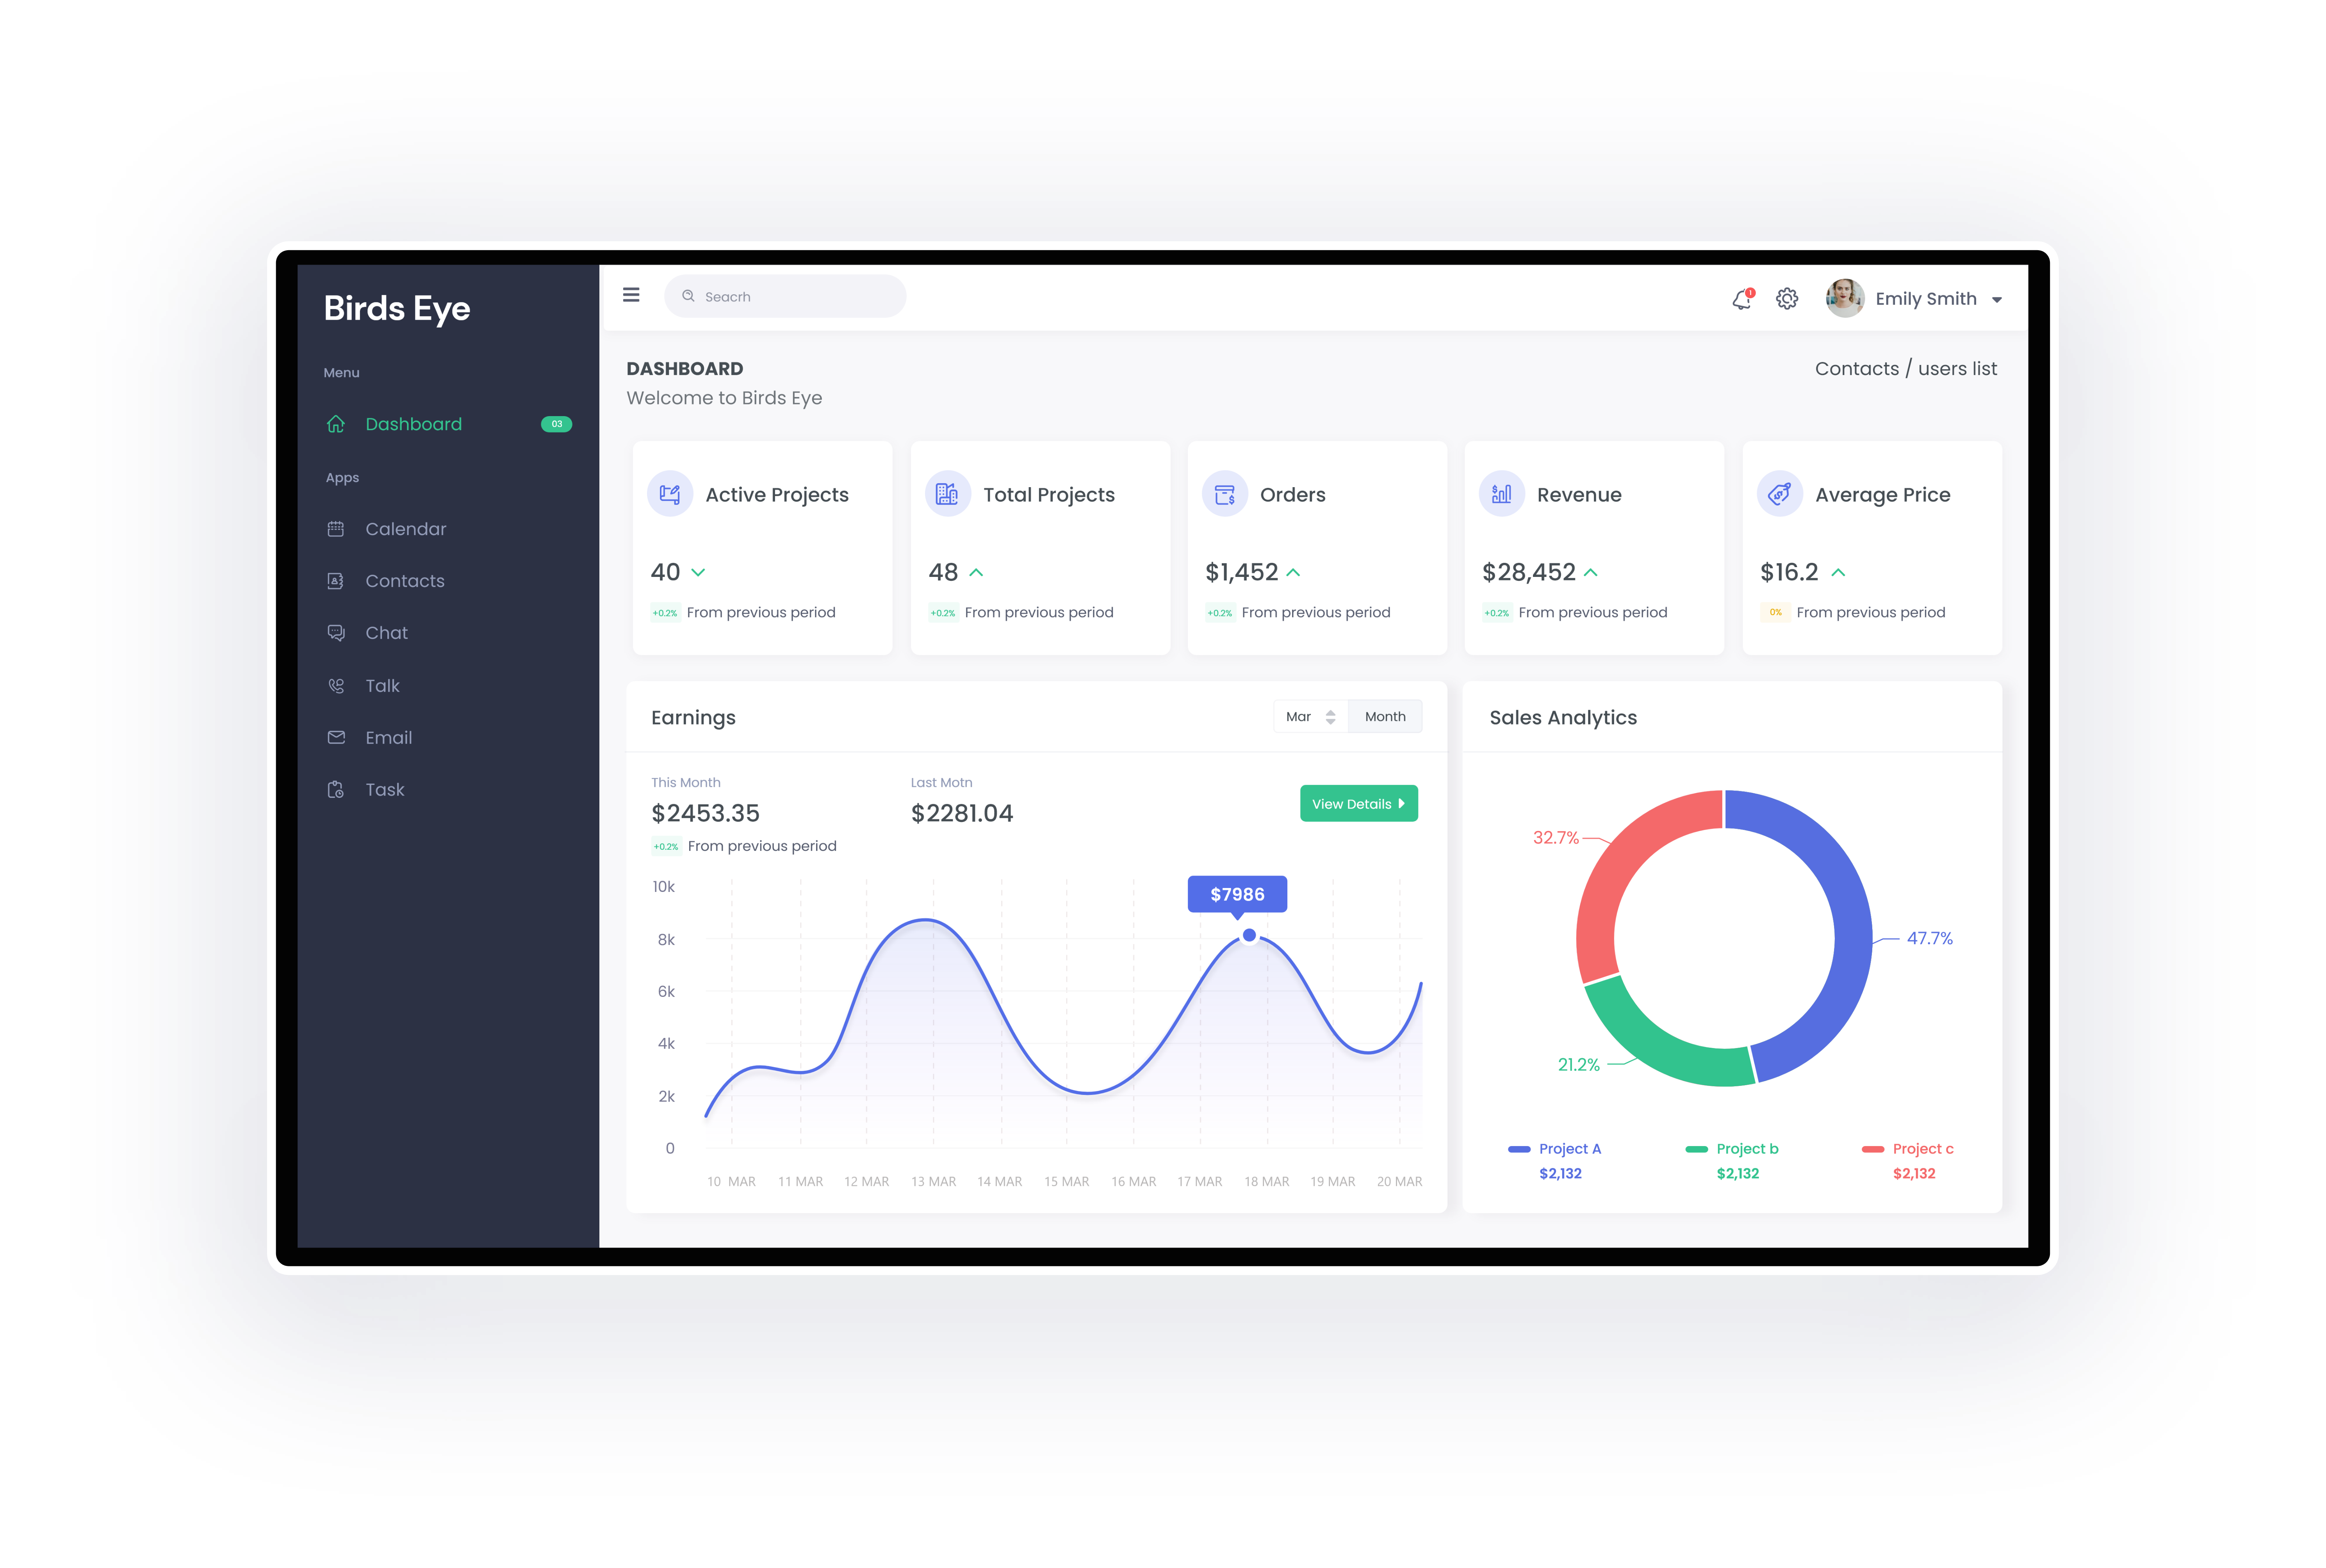 Birds Eye
Menu
Dashboard 03
Apps
Calendar
Contacts
Chat
Talk
Email
Task
Seacrh
1
Emily Smith
DASHBOARD
Contacts / users list
Welcome to Birds Eye
Active Projects
40
+0.2% From previous period
Total Projects
48
+0.2% From previous period
Orders
$1,452
+0.2% From previous period
Revenue
$28,452
+0.2% From previous period
Average Price
$16.2
0% From previous period
Earnings
Mar Month
This Month
$2453.35
+0.2% From previous period
Last Motn
$2281.04
View Details
$7986
10k
8k
6k
4k
2k
0
10 MAR 11 MAR 12 MAR 13 MAR 14 MAR 15 MAR 16 MAR 17 MAR 18 MAR 19 MAR 20 MAR
Sales Analytics
32.7%
47.7%
21.2%
Project A
$2,132
Project b
$2,132
Project c
$2,132